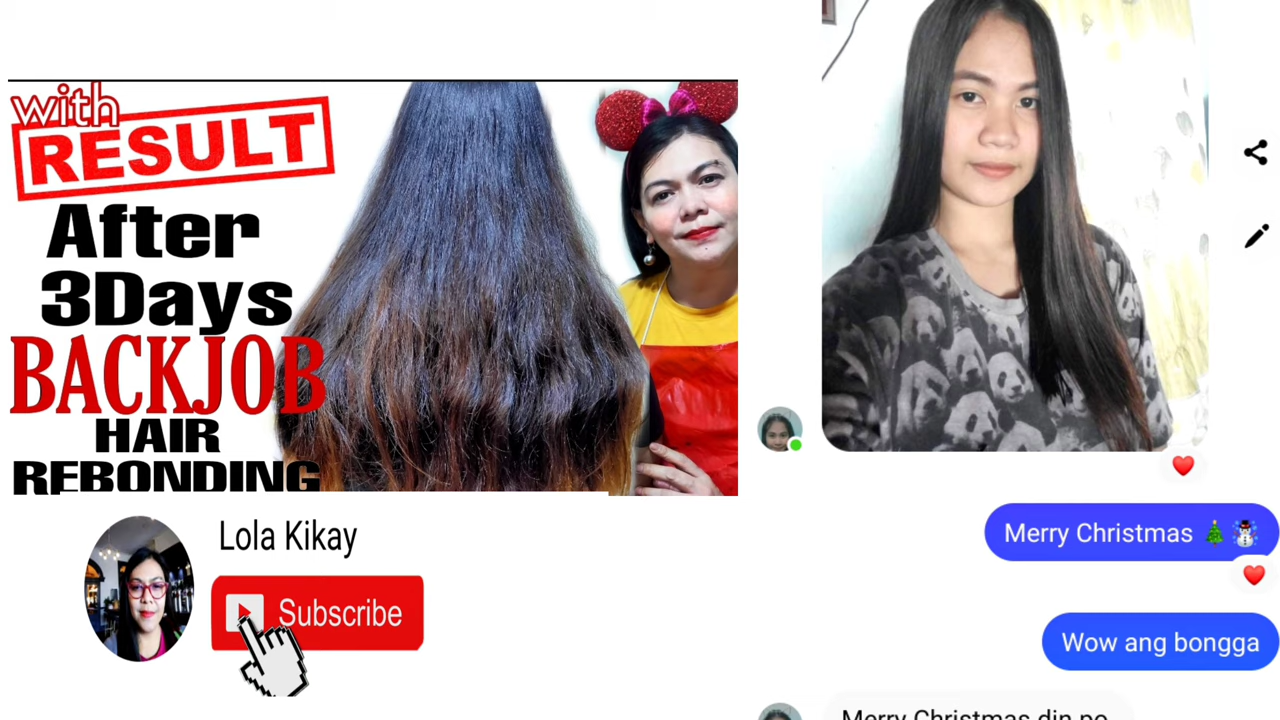 with
RESULT
After
3Days
BACKJOB
HAIR
REBONDING
Lola Kikay
Subscribe
Merry Christmas 🎄☃️
Wow ang bongga
Merry Christmas din po